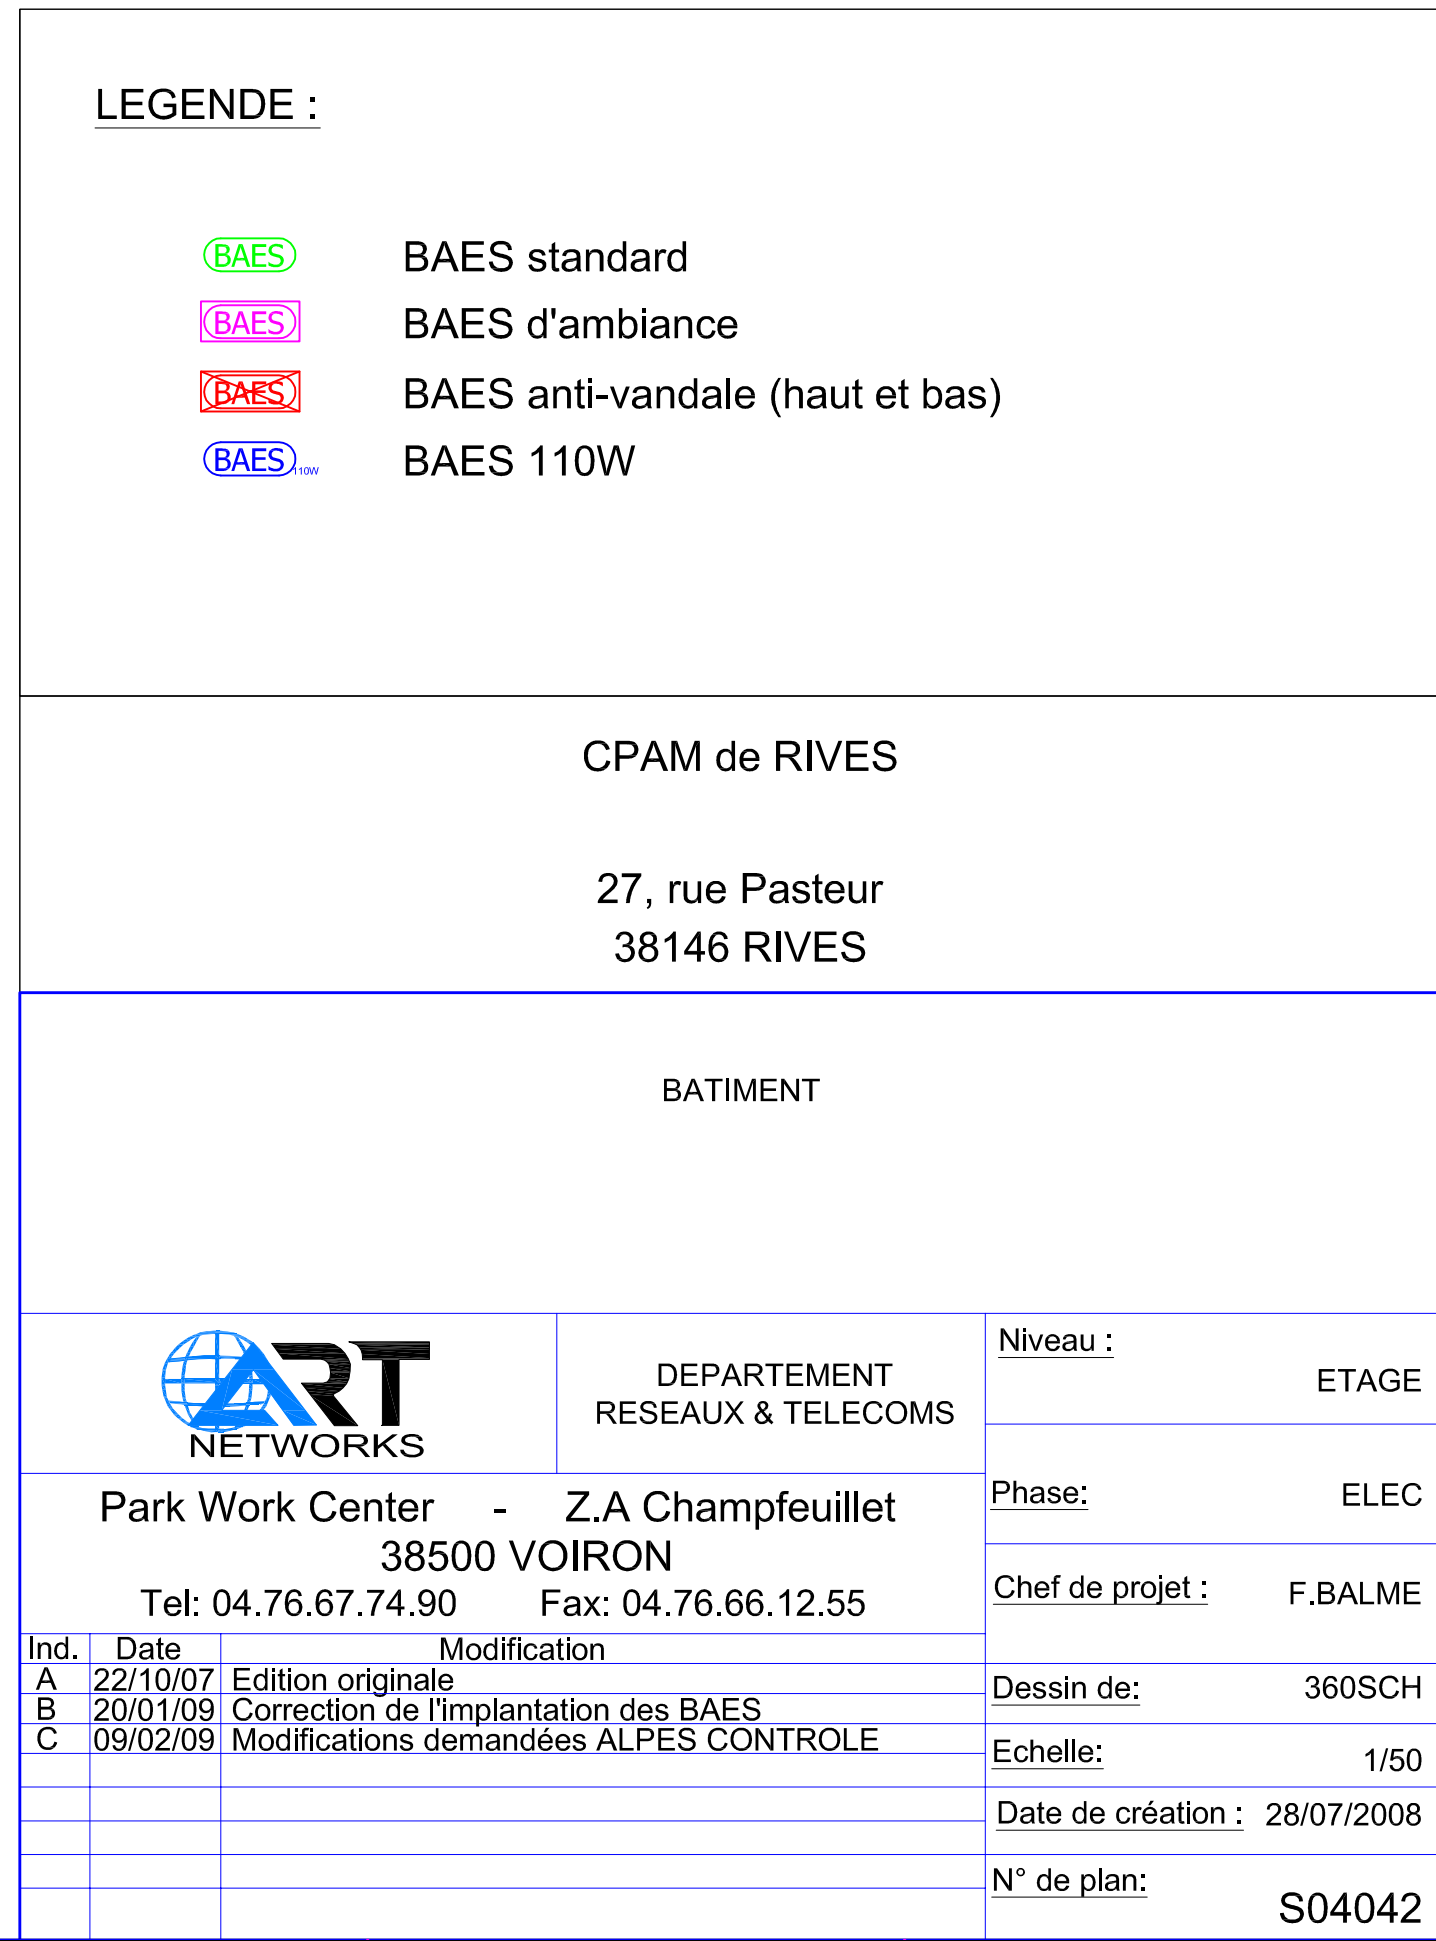 LEGENDE :
BAES BAES standard
BAES BAES d'ambiance
BAES BAES anti-vandale (haut et bas)
BAES 110W BAES 110W
CPAM de RIVES
27, rue Pasteur
38146 RIVES
BATIMENT
ART
NETWORKS
DEPARTEMENT
RESEAUX & TELECOMS
Niveau :
ETAGE
Park Work Center - Z.A Champfeuillet
38500 VOIRON
Tel: 04.76.67.74.90 Fax: 04.76.66.12.55
Phase: ELEC
Chef de projet : F.BALME
Ind. Date Modification
A 22/10/07 Edition originale
B 20/01/09 Correction de l'implantation des BAES
C 09/02/09 Modifications demandées ALPES CONTROLE
Dessin de: 360SCH
Echelle: 1/50
Date de création : 28/07/2008
N° de plan:
S04042